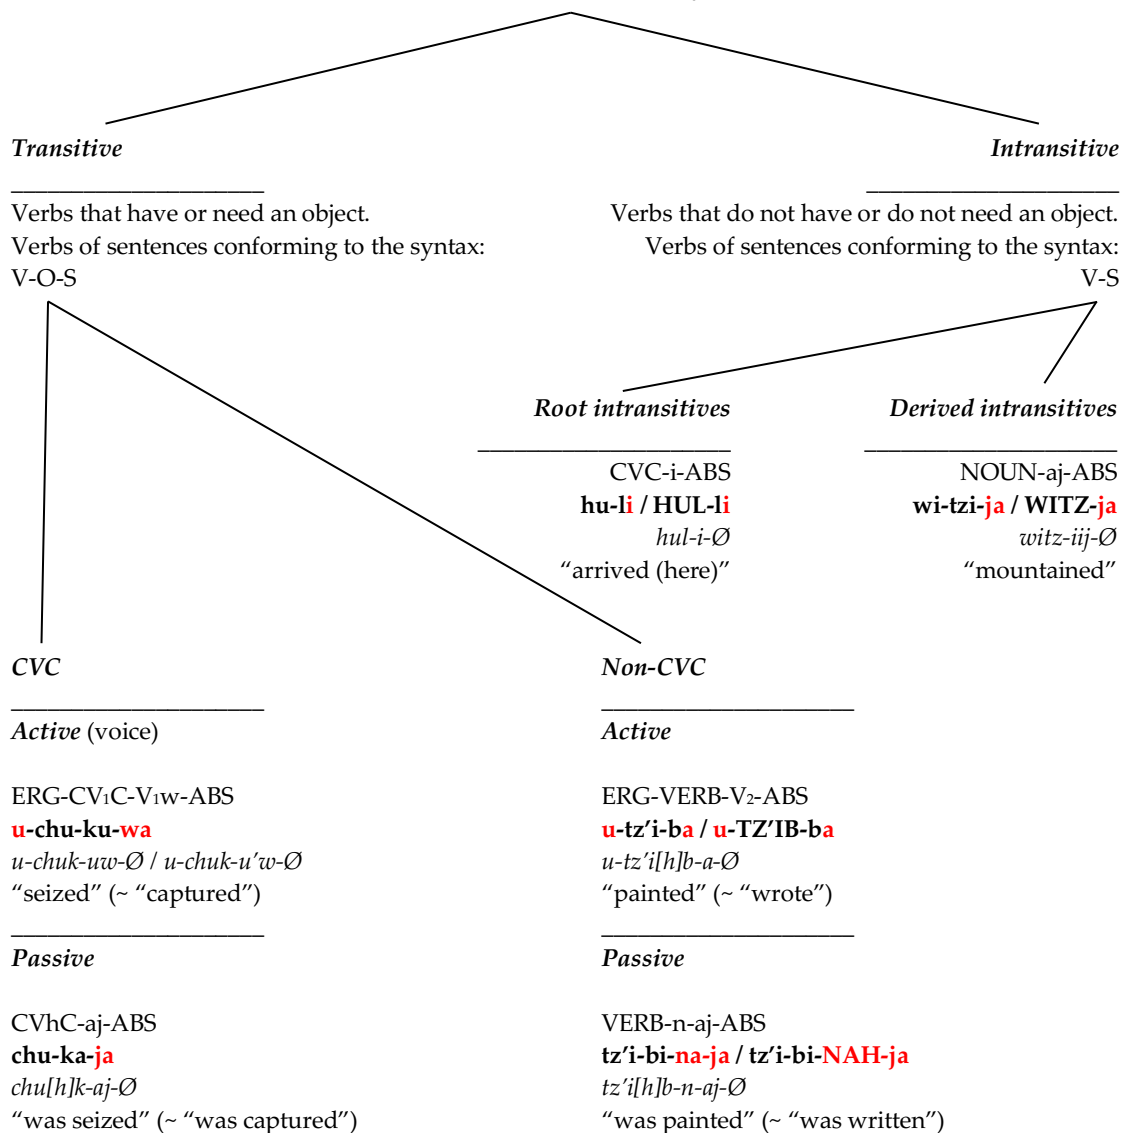 Transitive
Intransitive
Verbs that have or need an object.
Verbs of sentences conforming to the syntax:
V-O-S
Verbs that do not have or do not need an object.
Verbs of sentences conforming to the syntax:
V-S
Root intransitives
CVC-i-ABS
hu-li / HUL-li
hul-i-Ø
“arrived (here)”
Derived intransitives
NOUN-aj-ABS
wi-tzi-ja / WITZ-ja
witz-iij-Ø
“mountained”
CVC
Active (voice)
ERG-CV₁C-V₁w-ABS
u-chu-ku-wa
u-chuk-uw-Ø / u-chuk-u’w-Ø
“seized” (~ “captured”)
Passive
CVhC-aj-ABS
chu-ka-ja
chu[h]k-aj-Ø
“was seized” (~ “was captured”)
Non-CVC
Active
ERG-VERB-V₂-ABS
u-tz’i-ba / u-TZ’IB-ba
u-tz’i[h]b-a-Ø
“painted” (~ “wrote”)
Passive
VERB-n-aj-ABS
tz’i-bi-na-ja / tz’i-bi-NAH-ja
tz’i[h]b-n-aj-Ø
“was painted” (~ “was written”)